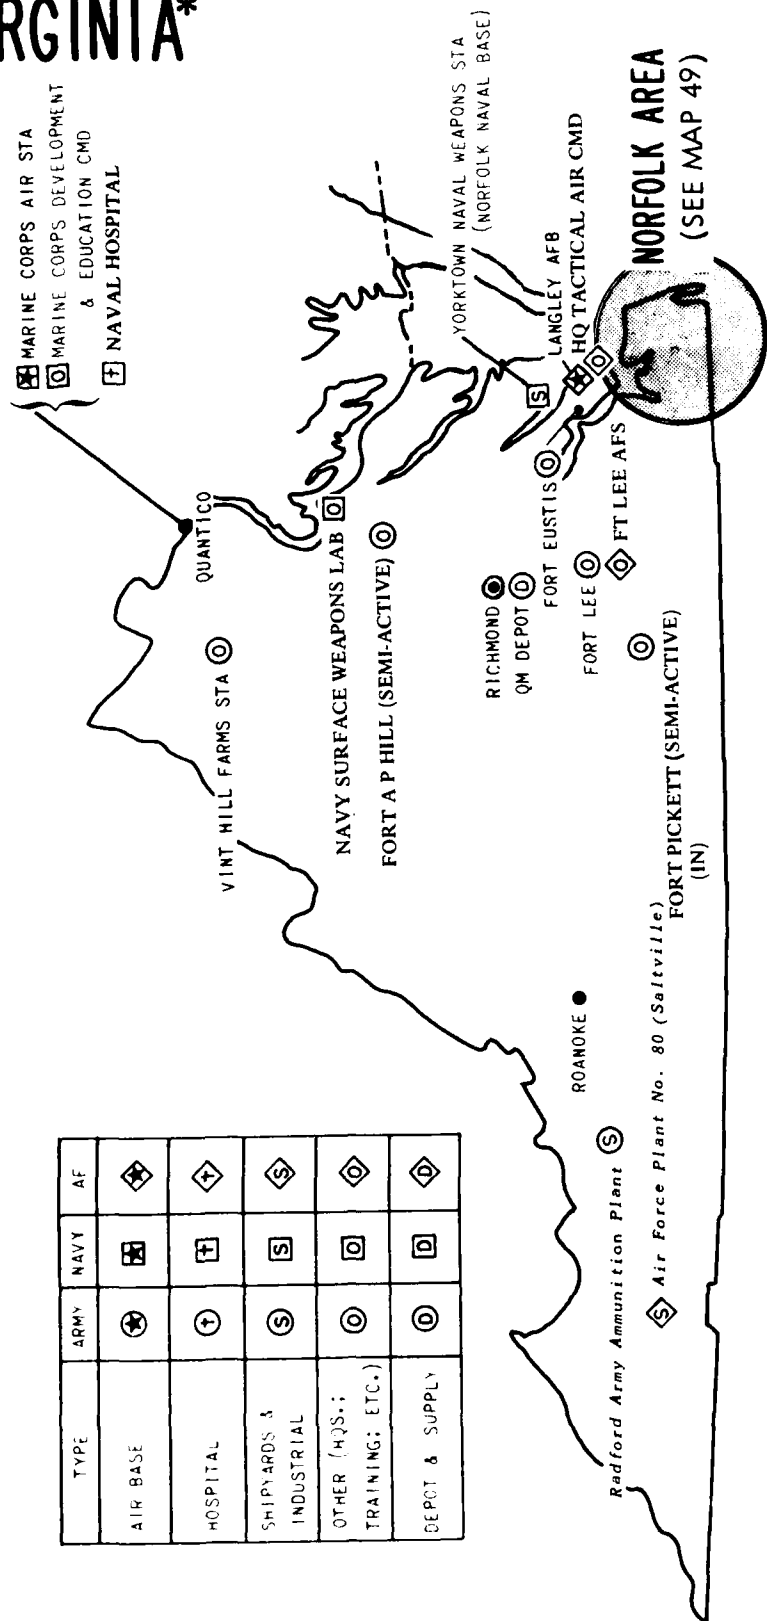 RGINIA*
MARINE CORPS AIR STA
MARINE CORPS DEVELOPMENT
& EDUCATION CMD
NAVAL HOSPITAL
QUANTICO
VINT HILL FARMS STA
NAVY SURFACE WEAPONS LAB
FORT A P HILL (SEMI-ACTIVE)
YORKTOWN NAVAL WEAPONS STA
(NORFOLK NAVAL BASE)
LANGLEY AFB
HQ TACTICAL AIR CMD
NORFOLK AREA
(SEE MAP 49)
RICHMOND
QM DEPOT
FORT EUSTIS
FORT LEE
FT LEE AFS
FORT PICKETT (SEMI-ACTIVE)
(IN)
ROANOKE
Radford Army Ammunition Plant
Air Force Plant No. 80 (Saltville)
TYPE ARMY NAVY AF
AIR BASE
HOSPITAL
SHIPYARDS & INDUSTRIAL S S S
OTHER (HQS.; TRAINING; ETC.) O O O
DEPOT & SUPPLY D D D